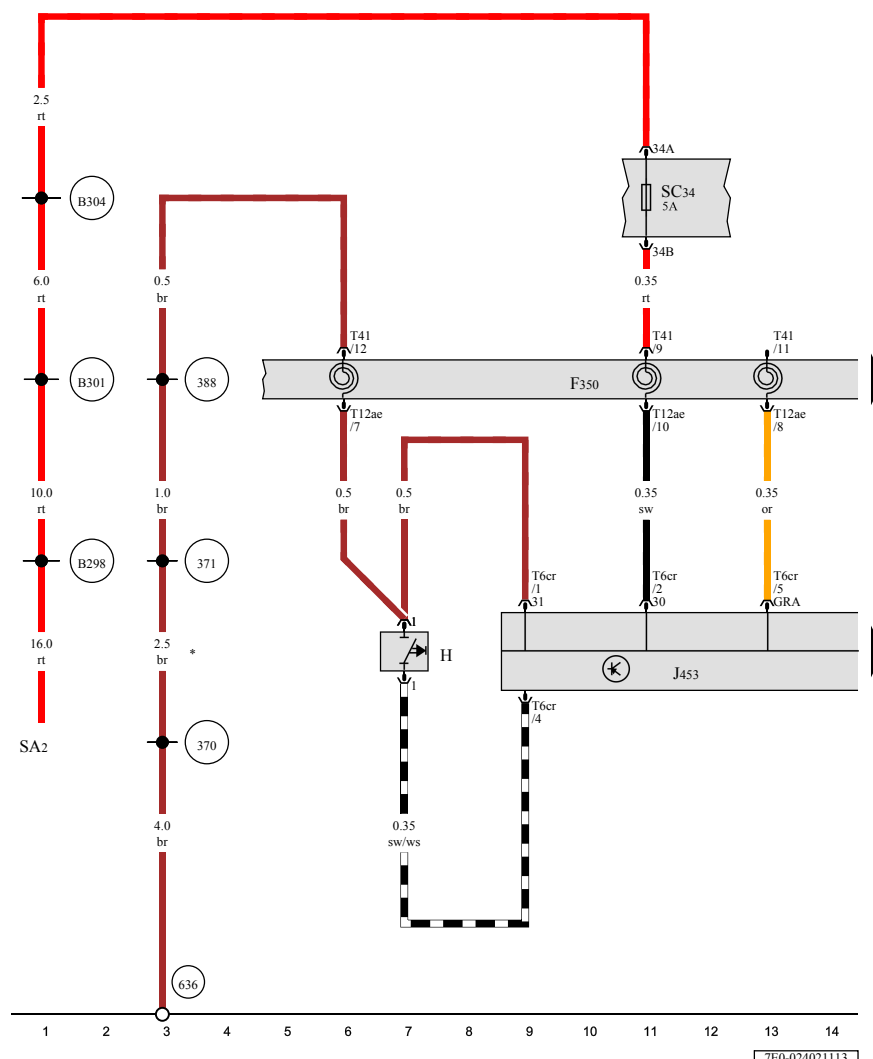 2.5
rt
34A
SC34
5A
B304
34B
6.0
rt
0.5
br
0.35
rt
T41
/12
T41
/9
T41
/11
B301
388
F350
T12ae
/7
T12ae
/10
T12ae
/8
10.0
rt
1.0
br
0.5
br
0.5
br
0.35
sw
0.35
or
B298
371
T6cr
/1
31
T6cr
/2
30
T6cr
/5
GRA
1
16.0
rt
2.5
br
*
H
J453
1
T6cr
/4
SA2
370
4.0
br
0.35
sw/ws
636
1 2 3 4 5 6 7 8 9 10 11 12 13 14
7E0-024021113